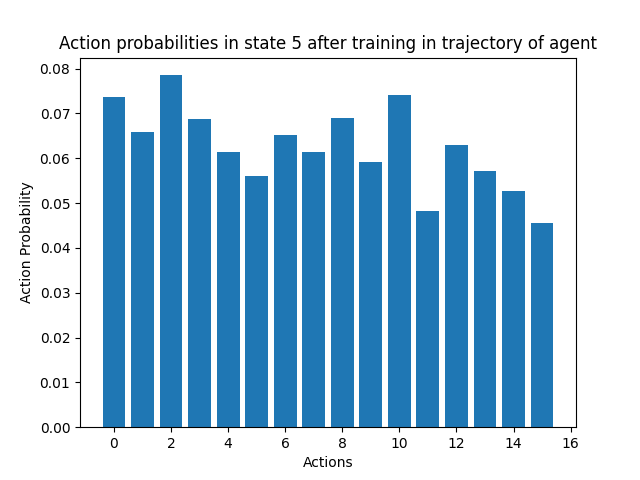 Action probabilities in state 5 after training in trajectory of agent
0.08
0.07
0.06
0.05
0.04
0.03
0.02
0.01
0.00
Action Probability
0 2 4 6 8 10 12 14 16
Actions